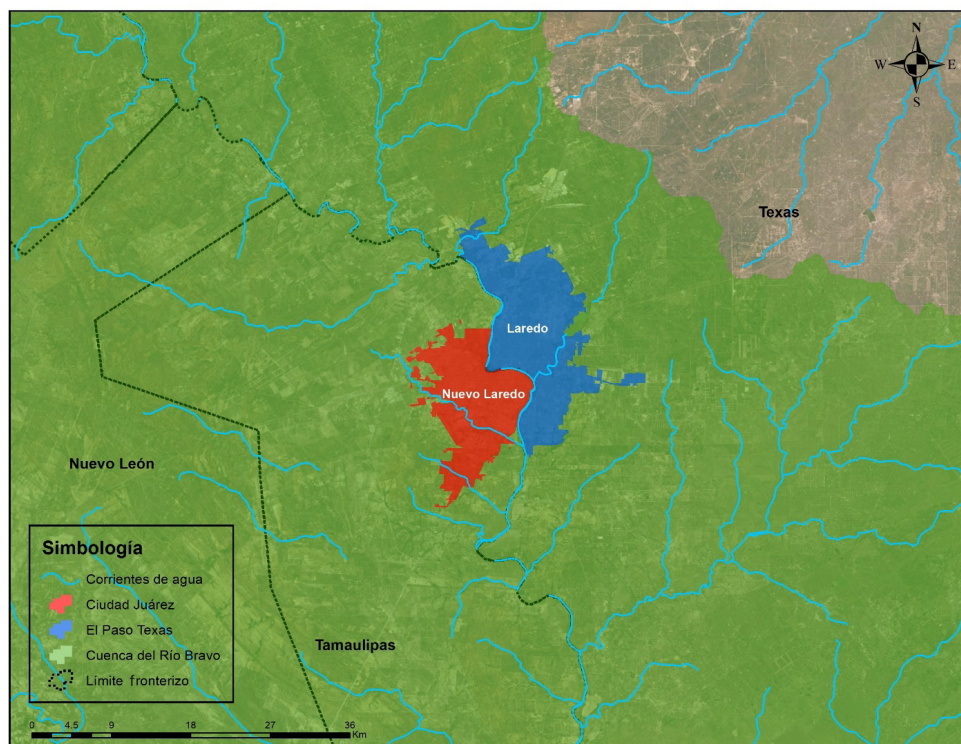 N
W E
S
Texas
Laredo
Nuevo Laredo
Nuevo León
Tamaulipas
Simbología
Corrientes de agua
Ciudad Juárez
El Paso Texas
Cuenca del Río Bravo
Límite fronterizo
0 4.5 9 18 27 36
Km